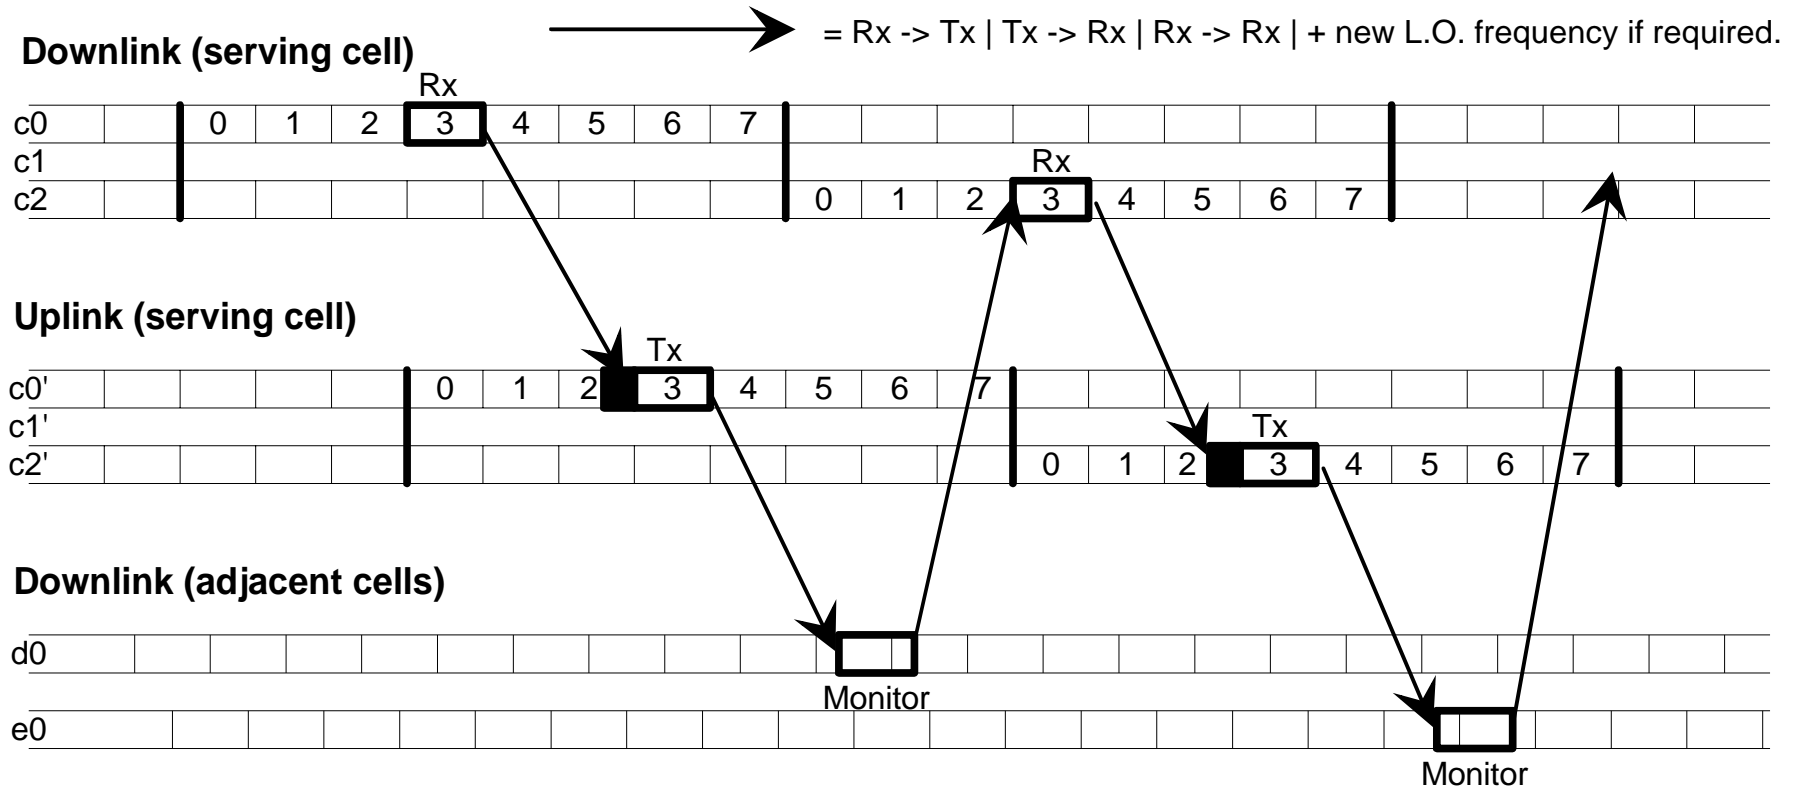 = Rx -> Tx | Tx -> Rx | Rx -> Rx | + new L.O. frequency if required.
Downlink (serving cell)
Rx
c0 0 1 2 3 4 5 6 7
c1 Rx
c2 0 1 2 3 4 5 6 7
Uplink (serving cell)
Tx
c0' 0 1 2 3 4 5 6 7
c1' Tx
c2' 0 1 2 3 4 5 6 7
Downlink (adjacent cells)
d0
Monitor
e0
Monitor